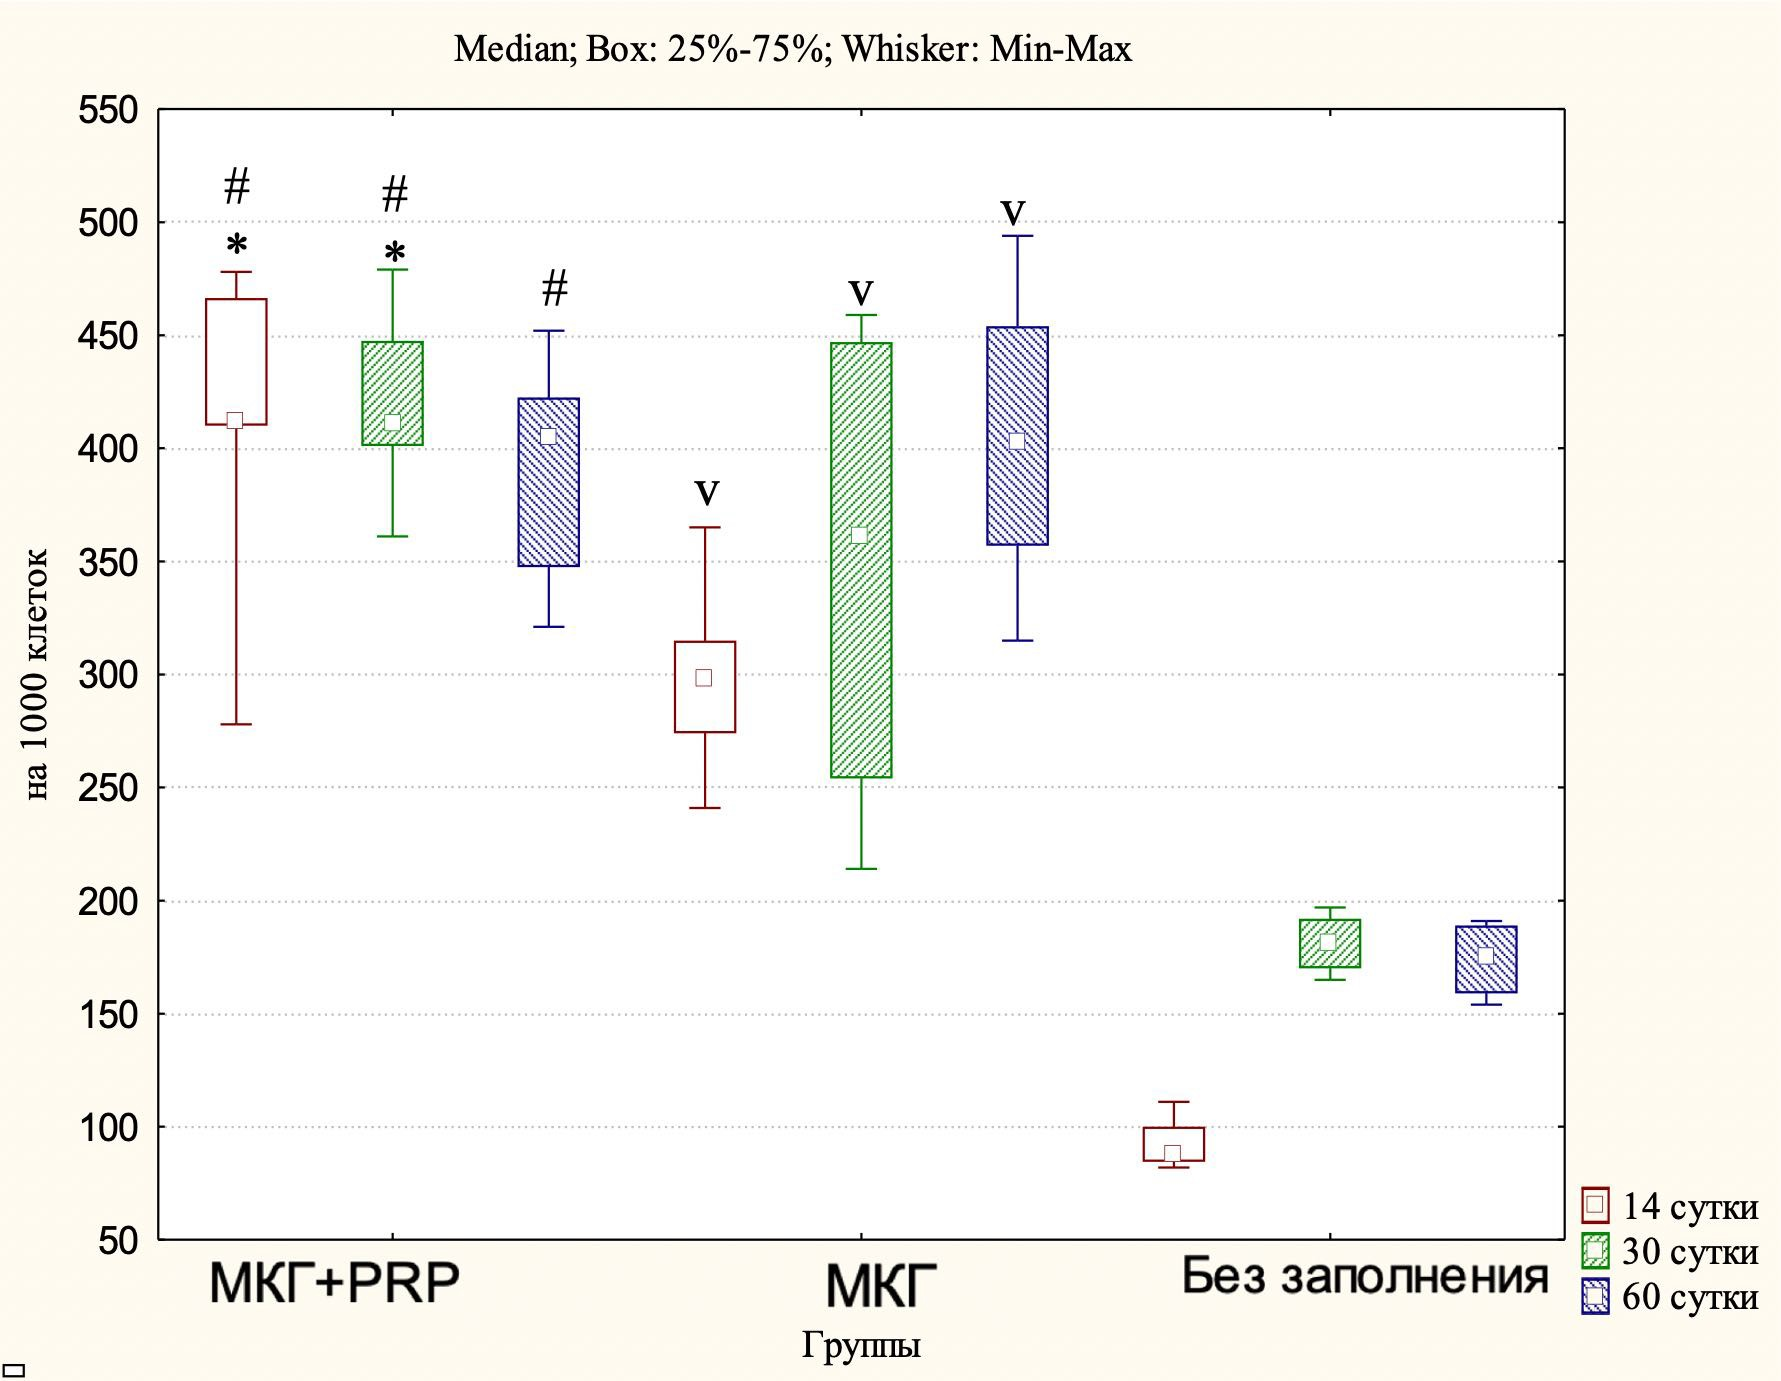 Median; Box: 25%-75%; Whisker: Min-Max
550
500
450
400
350
300
250
200
150
100
50
на 1000 клеток
#
*
#
*
#
v
v
v
МКГ+PRP
МКГ
Без заполнения
Группы
14 сутки
30 сутки
60 сутки